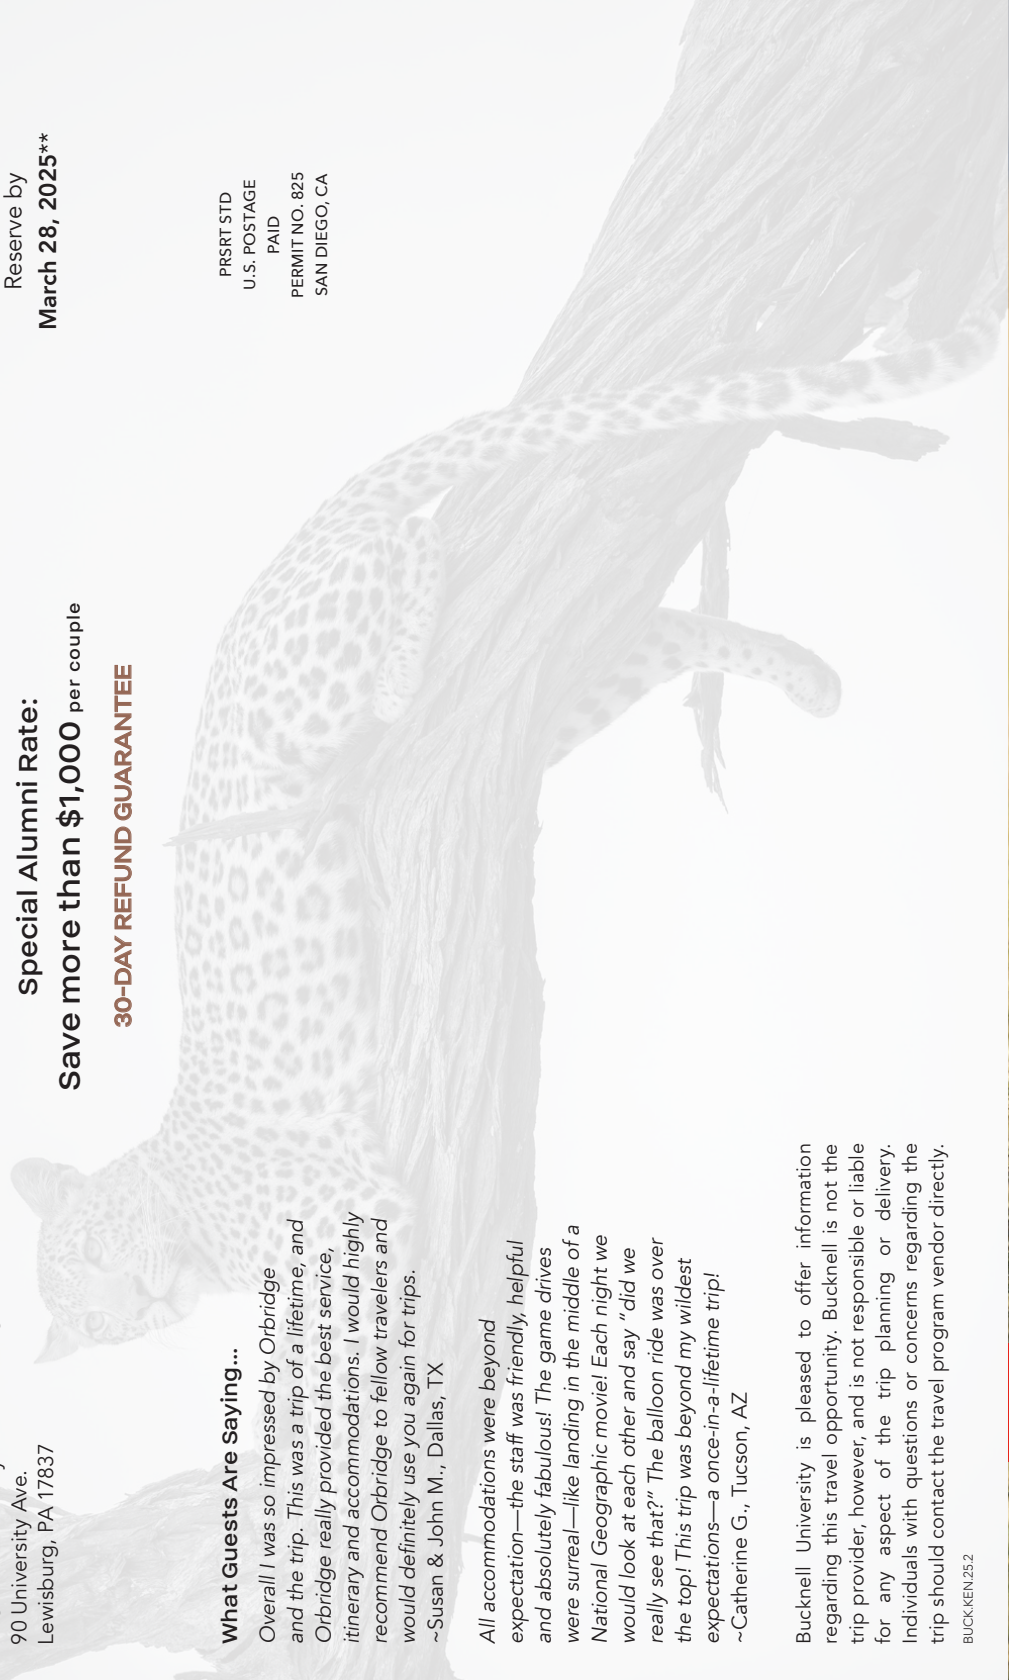 90 University Ave.
Lewisburg, PA 17837
Special Alumni Rate:
Save more than $1,000 per couple
30-DAY REFUND GUARANTEE
Reserve by
March 28, 2025**
PRSRT STD
U.S. POSTAGE
PAID
PERMIT NO. 825
SAN DIEGO, CA
What Guests Are Saying...
Overall I was so impressed by Orbridge
and the trip. This was a trip of a lifetime, and
Orbridge really provided the best service,
itinerary and accommodations. I would highly
recommend Orbridge to fellow travelers and
would definitely use you again for trips.
~Susan & John M., Dallas, TX
All accommodations were beyond
expectation—the staff was friendly, helpful
and absolutely fabulous! The game drives
were surreal—like landing in the middle of a
National Geographic movie! Each night we
would look at each other and say “did we
really see that?” The balloon ride was over
the top! This trip was beyond my wildest
expectations—a once-in-a-lifetime trip!
~Catherine G., Tucson, AZ
Bucknell University is pleased to offer information
regarding this travel opportunity. Bucknell is not the
trip provider, however, and is not responsible or liable
for any aspect of the trip planning or delivery.
Individuals with questions or concerns regarding the
trip should contact the travel program vendor directly.
BUCK.KEN.25.2